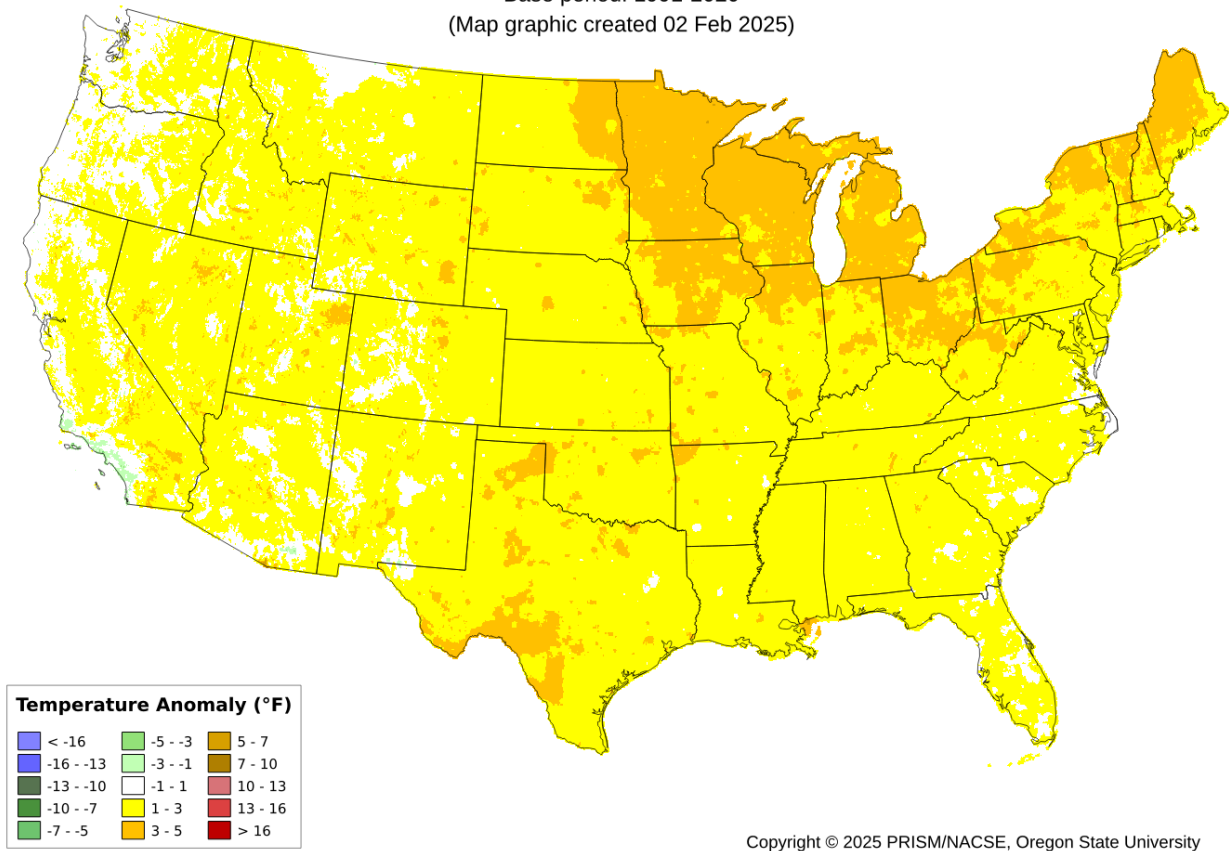 (Map graphic created 02 Feb 2025)
Temperature Anomaly (°F)
< -16
-16 - -13
-13 - -10
-10 - -7
-7 - -5
-5 - -3
-3 - -1
-1 - 1
1 - 3
3 - 5
5 - 7
7 - 10
10 - 13
13 - 16
> 16
Copyright © 2025 PRISM/NACSE, Oregon State University